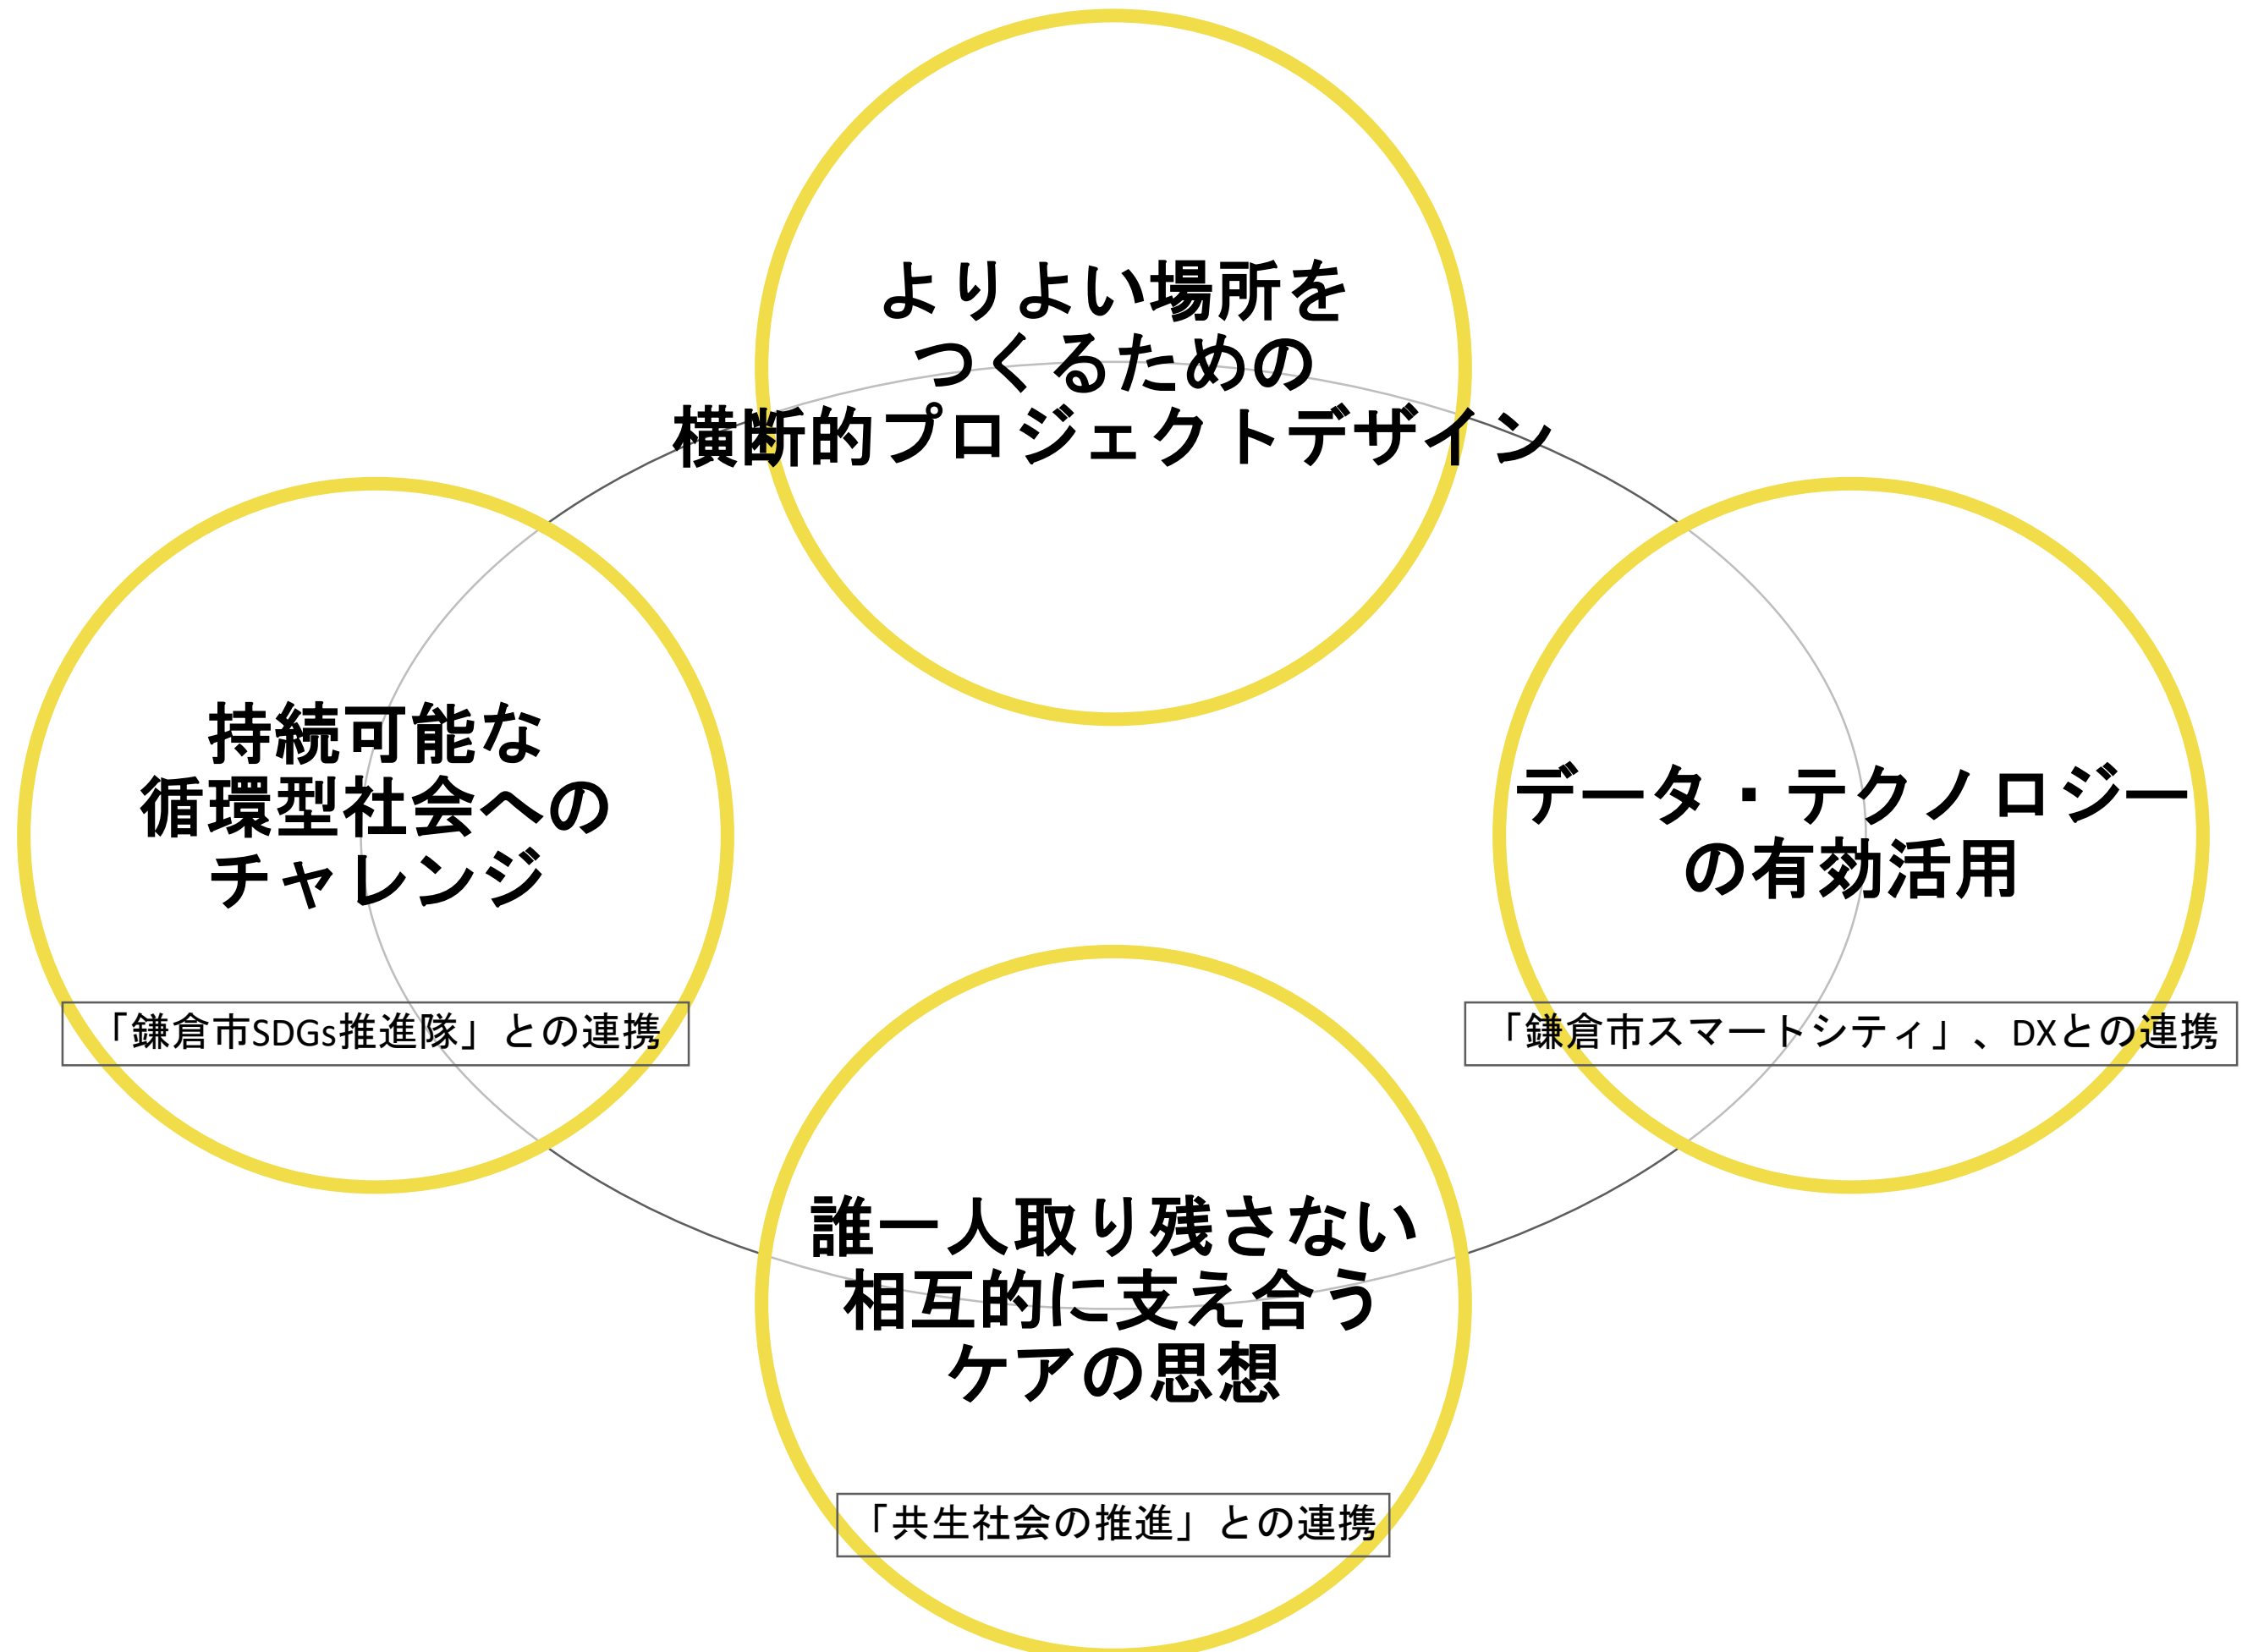 よりよい場所を
つくるための
横断的プロジェクトデザイン
持続可能な
循環型社会への
チャレンジ
「鎌倉市SDGs推進隊」との連携
データ・テクノロジー
の有効活用
「鎌倉市スマートシティ」、DXとの連携
誰一人取り残さない
相互的に支え合う
ケアの思想
「共生社会の推進」との連携